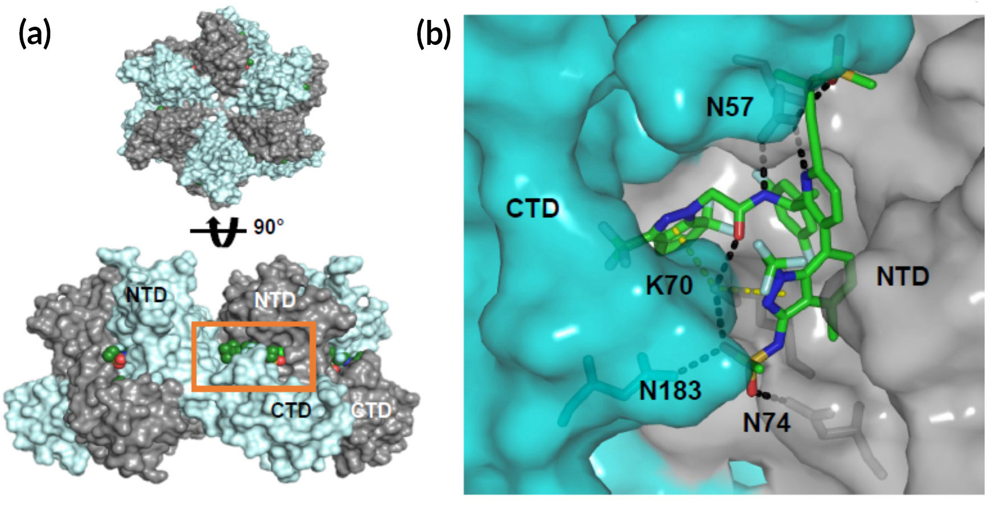 (a)
90°
NTD
NTD
CTD
CTD
(b)
N57
CTD
K70
NTD
N183
N74